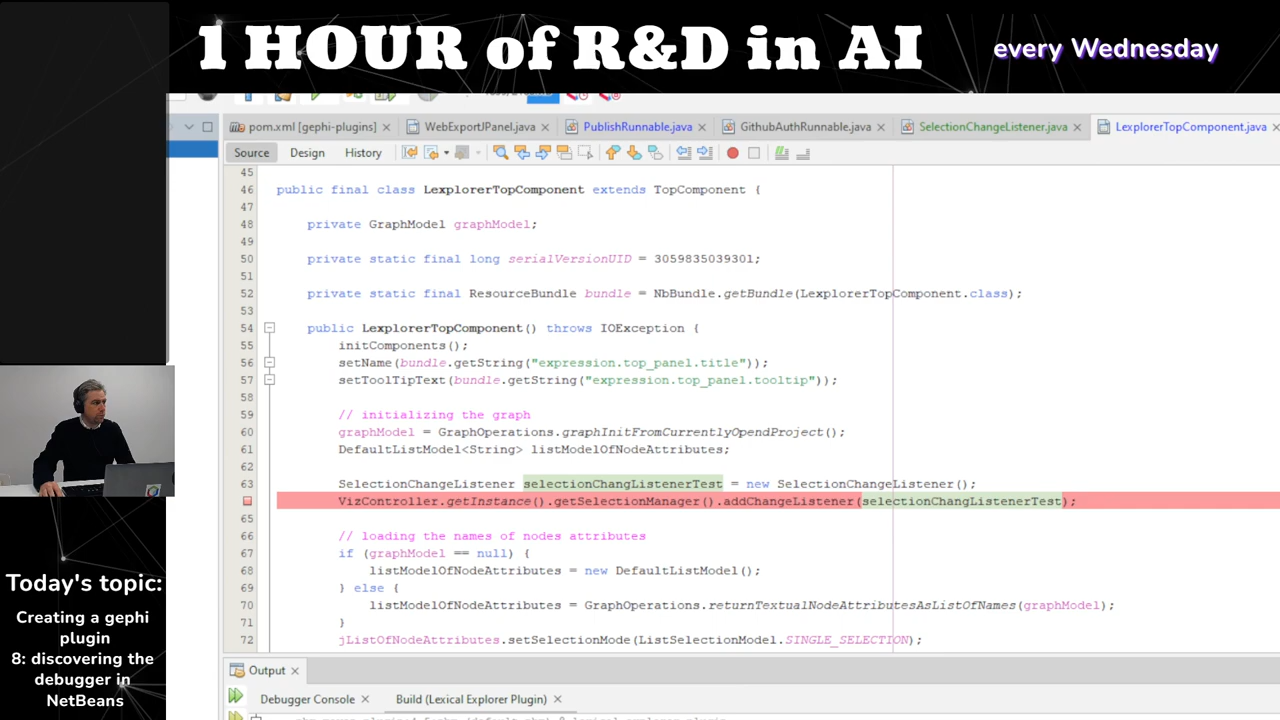 1 HOUR of R&D in AI
every Wednesday
pom.xml [gephi-plugins]
WebExportJPanel.java
PublishRunnable.java
GithubAuthRunnable.java
SelectionChangeListener.java
LexplorerTopComponent.java
Source
Design
History
45
46 public final class LexplorerTopComponent extends TopComponent {
47
48 private GraphModel graphModel;
49
50 private static final long serialVersionUID = 3059835039301;
51
52 private static final ResourceBundle bundle = NbBundle.getBundle(LexplorerTopComponent.class);
53
54 public LexplorerTopComponent() throws IOException {
55 initComponents();
56 setName(bundle.getString("expression.top_panel.title"));
57 setToolTipText(bundle.getString("expression.top_panel.tooltip"));
58
59 // initializing the graph
60 graphModel = GraphOperations.graphInitFromCurrentlyOpendProject();
61 DefaultListModel<String> listModelOfNodeAttributes;
62
63 SelectionChangeListener selectionChangListenerTest = new SelectionChangeListener();
VizController.getInstance().getSelectionManager().addChangeListener(selectionChangListenerTest);
65
66 // loading the names of nodes attributes
67 if (graphModel == null) {
68 listModelOfNodeAttributes = new DefaultListModel();
69 } else {
70 listModelOfNodeAttributes = GraphOperations.returnTextualNodeAttributesAsListOfNames(graphModel);
71 }
72 jListOfNodeAttributes.setSelectionMode(ListSelectionModel.SINGLE_SELECTION);
Output
Debugger Console
Build (Lexical Explorer Plugin)
Today's topic:
Creating a gephi
plugin
8: discovering the
debugger in
NetBeans